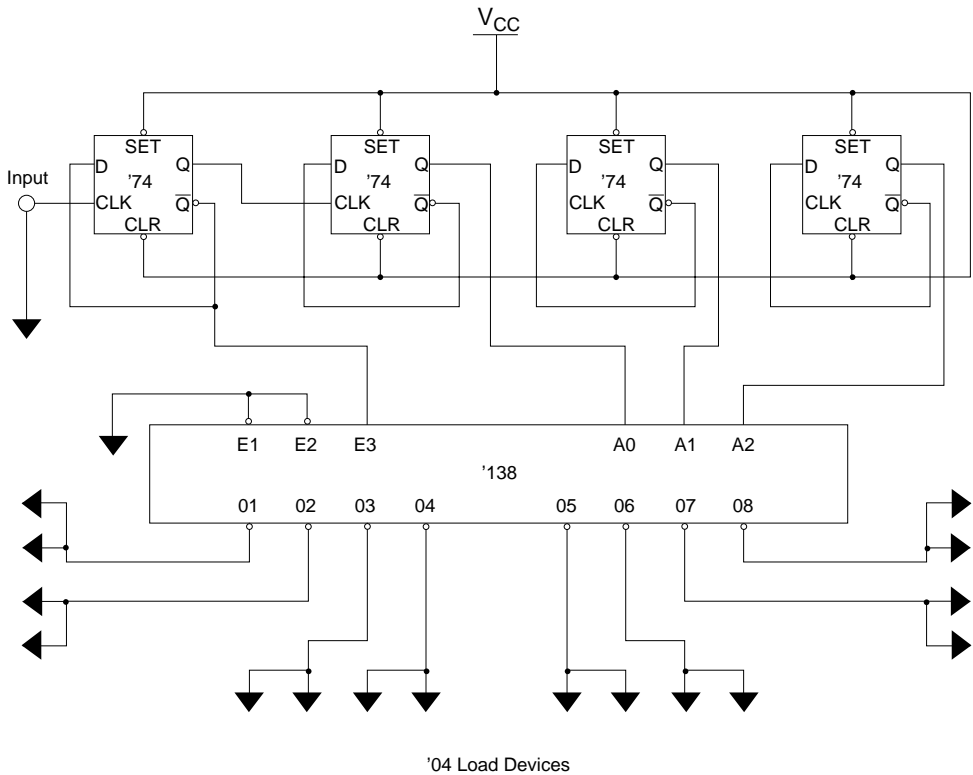 VCC
SET SET SET SET
D Q D Q D Q D Q
Input '74 '74 '74 '74
CLK Q̅ CLK Q̅ CLK Q̅ CLK Q̅
CLR CLR CLR CLR
E1 E2 E3 A0 A1 A2
'138
01 02 03 04 05 06 07 08
'04 Load Devices